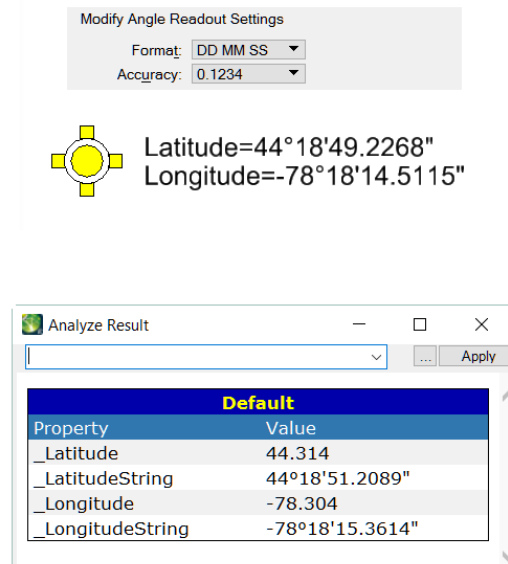 Modify Angle Readout Settings
Format: DD MM SS
Accuracy: 0.1234
Latitude=44°18'49.2268"
Longitude=-78°18'14.5115"
Analyze Result
... Apply
Default
Property Value
_Latitude 44.314
_LatitudeString 44º18'51.2089"
_Longitude -78.304
_LongitudeString -78º18'15.3614"